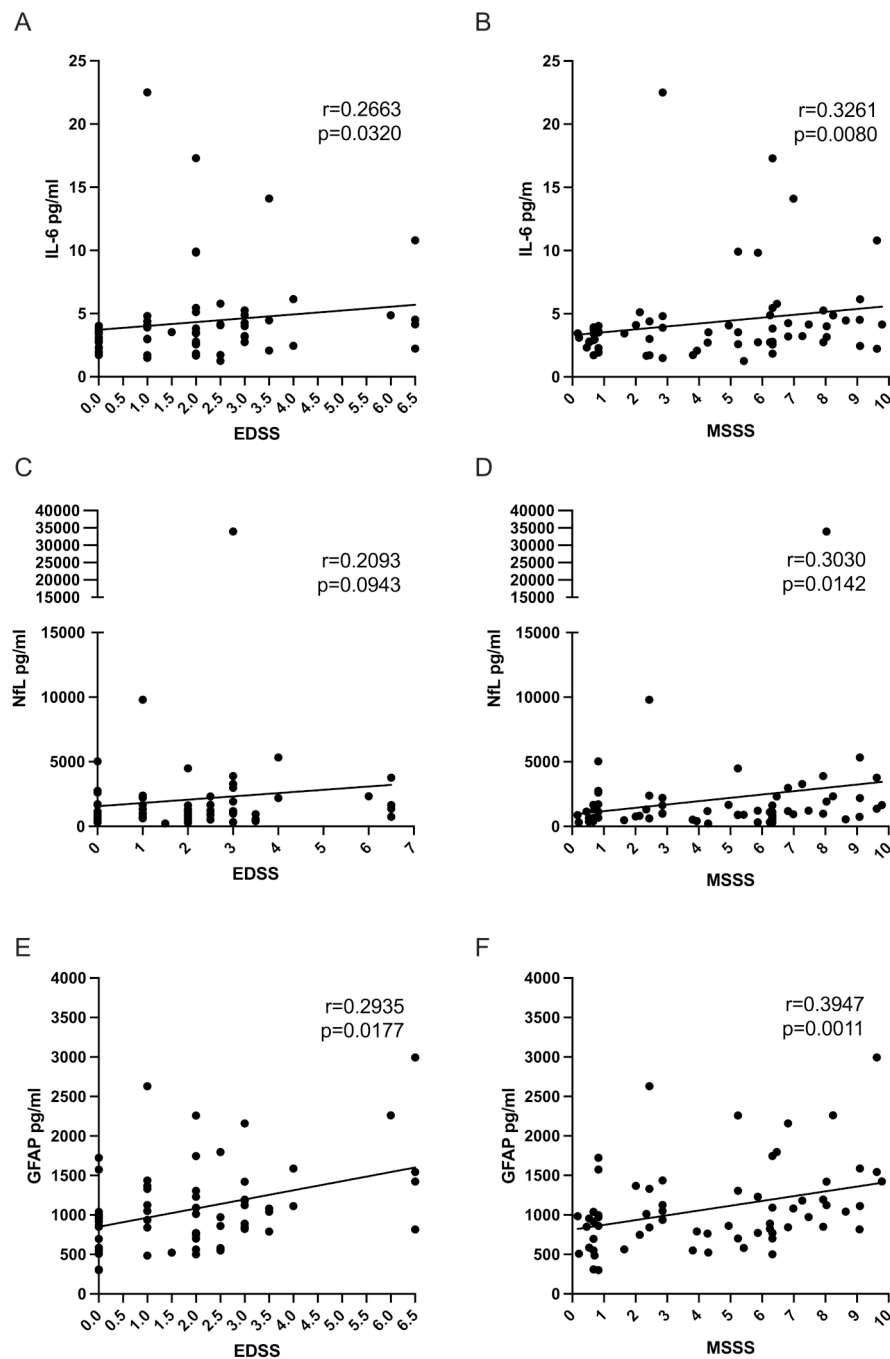 A
IL-6 pg/ml
25
20
15
10
5
0
r=0.2663
p=0.0320
0.0 0.5 1.0 1.5 2.0 2.5 3.0 3.5 4.0 4.5 5.0 5.5 6.0 6.5
EDSS
B
IL-6 pg/m
25
20
15
10
5
0
r=0.3261
p=0.0080
0 1 2 3 4 5 6 7 8 9 10
MSSS
C
NfL pg/ml
40000
35000
30000
25000
20000
15000
15000
10000
5000
0
r=0.2093
p=0.0943
0 1 2 3 4 5 6 7
EDSS
D
NfL pg/ml
40000
35000
30000
25000
20000
15000
15000
10000
5000
0
r=0.3030
p=0.0142
0 1 2 3 4 5 6 7 8 9 10
MSSS
E
GFAP pg/ml
4000
3500
3000
2500
2000
1500
1000
500
0
r=0.2935
p=0.0177
0.0 0.5 1.0 1.5 2.0 2.5 3.0 3.5 4.0 4.5 5.0 5.5 6.0 6.5
EDSS
F
GFAP pg/ml
4000
3500
3000
2500
2000
1500
1000
500
0
r=0.3947
p=0.0011
0 1 2 3 4 5 6 7 8 9 10
MSSS